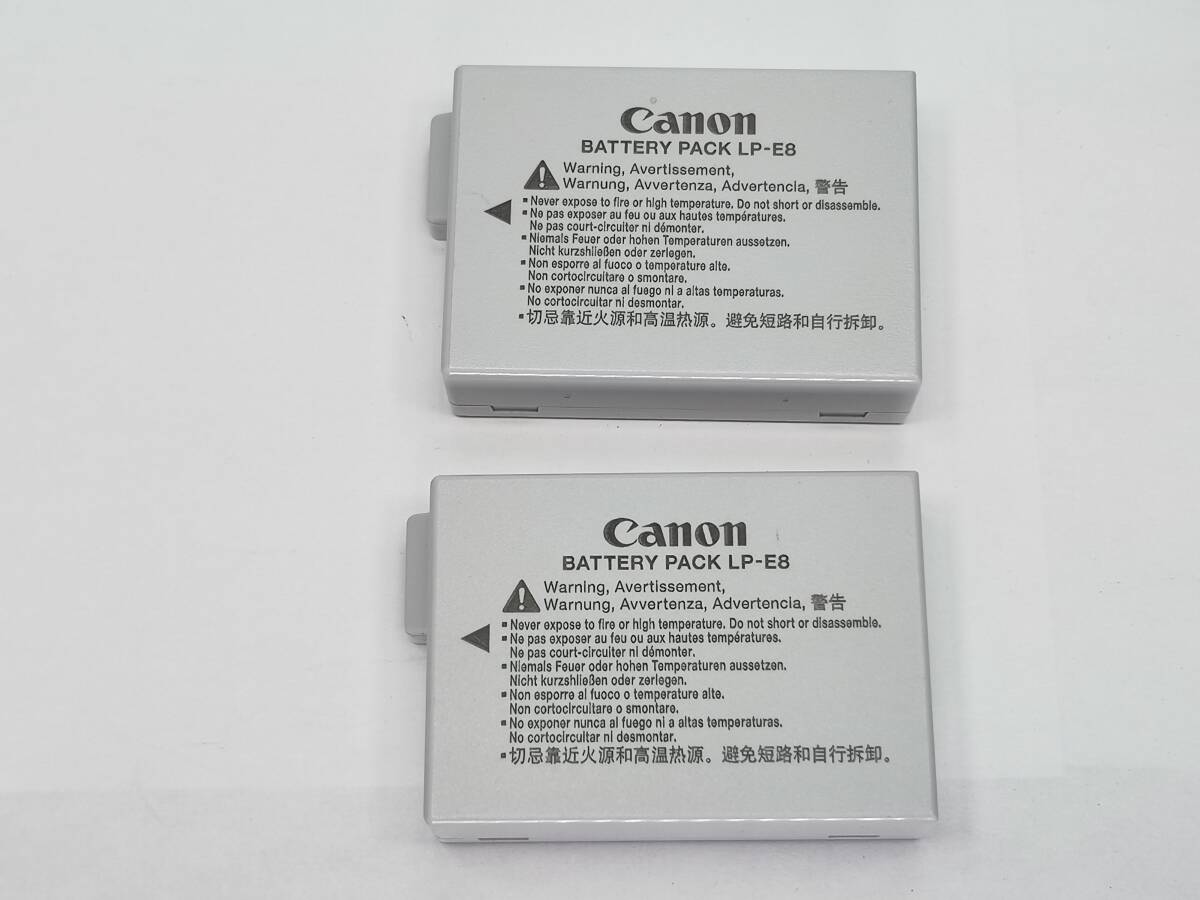 Canon
BATTERY PACK LP-E8
Warning, Avertissement,
Warnung, Avvertenza, Advertencia, 警告
▪ Never expose to fire or high temperature. Do not short or disassemble.
▪ Ne pas exposer au feu ou aux hautes températures.
Ne pas court-circuiter ni démonter.
▪ Niemals Feuer oder hohen Temperaturen aussetzen.
Nicht kurzshließen oder zerlegen.
▪ Non esporre al fuoco o temperature alte.
Non cortocircuitare o smontare.
▪ No exponer nunca al fuego ni a altas temperaturas.
No cortocircuitar ni desmontar.
▪ 切忌靠近火源和高温热源。避免短路和自行拆卸。
Canon
BATTERY PACK LP-E8
Warning, Avertissement,
Warnung, Avvertenza, Advertencia, 警告
▪ Never expose to fire or high temperature. Do not short or disassemble.
▪ Ne pas exposer au feu ou aux hautes températures.
Ne pas court-circuiter ni démonter.
▪ Niemals Feuer oder hohen Temperaturen aussetzen.
Nicht kurzshließen oder zerlegen.
▪ Non esporre al fuoco o temperature alte.
Non cortocircuitare o smontare.
▪ No exponer nunca al fuego ni a altas temperaturas.
No cortocircuitar ni desmontar.
▪ 切忌靠近火源和高温热源。避免短路和自行拆卸。